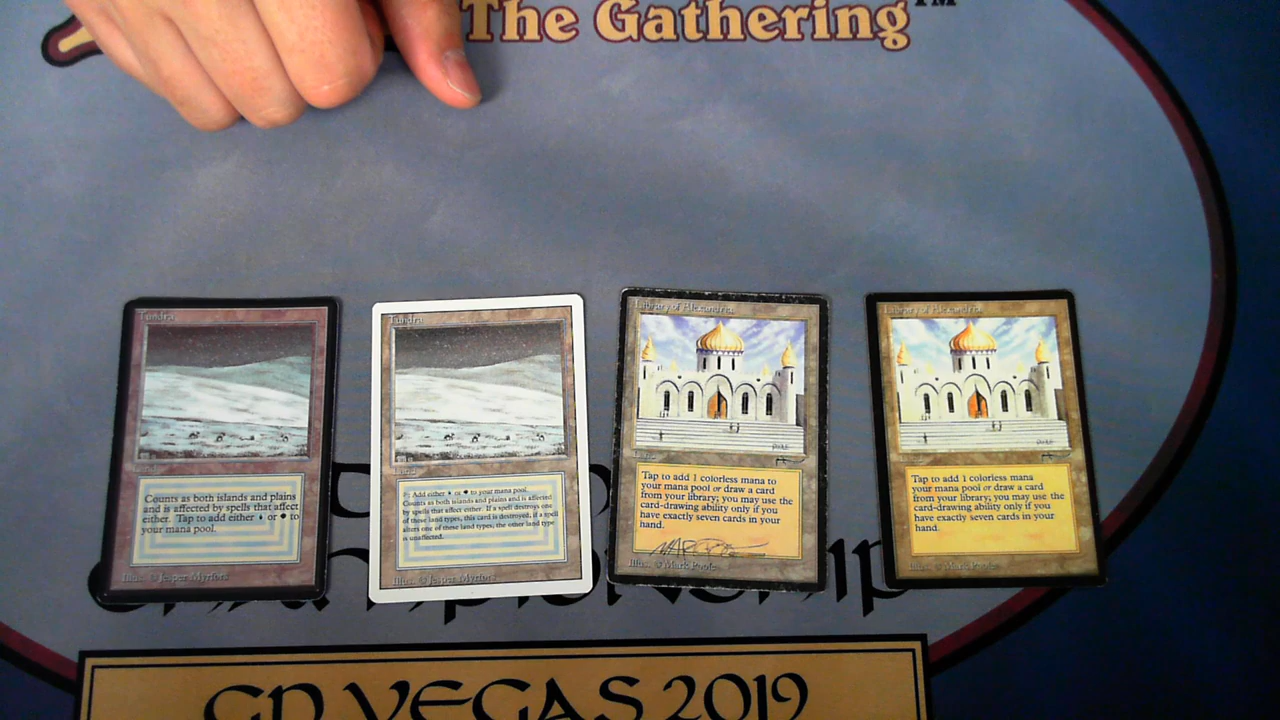 The Gathering™
Tundra
Land
Counts as both islands and plains
and is affected by spells that affect
either. Tap to add either or to
your mana pool.
Illus. © Jesper Myrfors
Tundra
Land
: Add either or to your mana pool.
Counts as both islands and plains and is affected
by spells that affect either. If a spell destroys one
of these land types, this card is destroyed; if a spell
alters one of these land types, the other land type
is unaffected.
Illus. © Jesper Myrfors
Library of Alexandria
Land
Tap to add 1 colorless mana to
your mana pool or draw a card
from your library; you may use the
card-drawing ability only if you
have exactly seven cards in your
hand.
Illus. © Mark Poole
Library of Alexandria
Land
Tap to add 1 colorless mana
your mana pool or draw a card
from your library; you may use the
card-drawing ability only if you
have exactly seven cards in your
hand.
Illus. © Mark Poole
GP VEGAS 2019